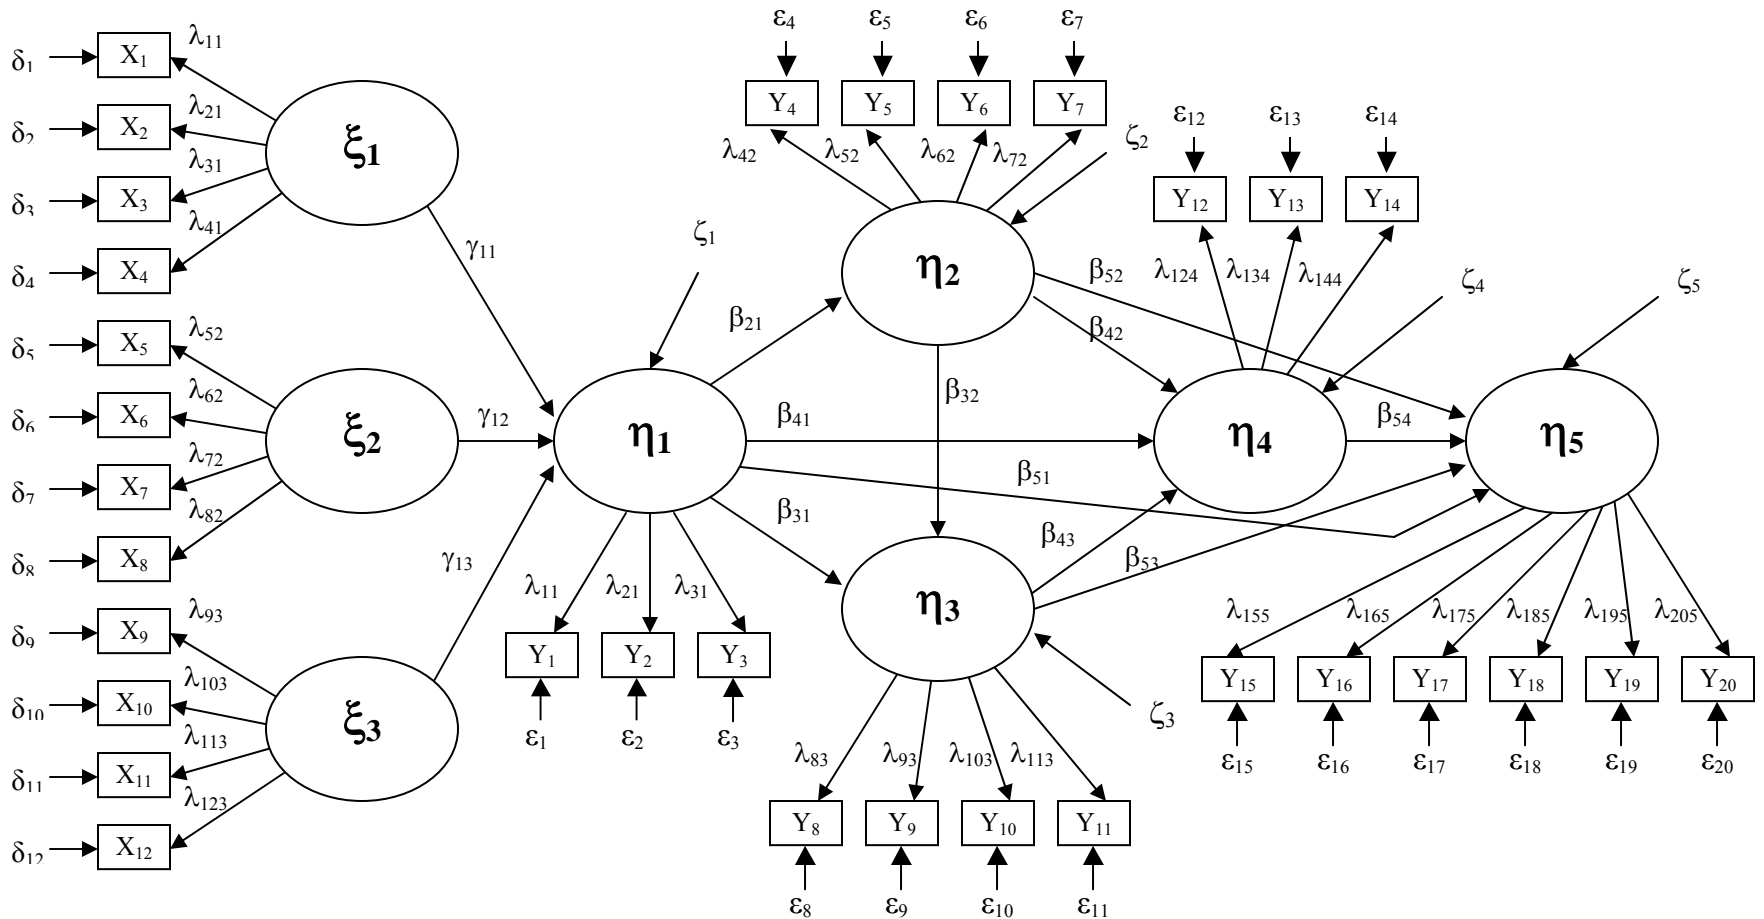 ε₄ ε₅ ε₆ ε₇
δ₁ X₁ λ₁₁
Y₄ Y₅ Y₆ Y₇
δ₂ X₂ λ₂₁
ε₁₂ ε₁₃ ε₁₄
λ₄₂ λ₅₂ λ₆₂ λ₇₂ ζ₂
ξ₁
δ₃ X₃ λ₃₁
Y₁₂ Y₁₃ Y₁₄
λ₄₁
γ₁₁ ζ₁
δ₄ X₄
η₂
β₅₂ λ₁₂₄ λ₁₃₄ λ₁₄₄ ζ₄ ζ₅
β₂₁ β₄₂
δ₅ X₅ λ₅₂
δ₆ X₆ λ₆₂
β₃₂
γ₁₂ β₄₁ β₅₄
ξ₂ η₁ η₄ η₅
λ₇₂
δ₇ X₇
β₅₁
λ₈₂ β₃₁
β₄₃
δ₈ X₈
γ₁₃ β₅₃
λ₁₁ λ₂₁ λ₃₁
η₃
λ₁₅₅ λ₁₆₅ λ₁₇₅ λ₁₈₅ λ₁₉₅ λ₂₀₅
δ₉ X₉ λ₉₃
Y₁ Y₂ Y₃
Y₁₅ Y₁₆ Y₁₇ Y₁₈ Y₁₉ Y₂₀
δ₁₀ X₁₀ λ₁₀₃
ζ₃
ξ₃
ε₁ ε₂ ε₃
λ₁₁₃
λ₈₃ λ₉₃ λ₁₀₃ λ₁₁₃
ε₁₅ ε₁₆ ε₁₇ ε₁₈ ε₁₉ ε₂₀
δ₁₁ X₁₁
λ₁₂₃
Y₈ Y₉ Y₁₀ Y₁₁
δ₁₂ X₁₂
ε₈ ε₉ ε₁₀ ε₁₁